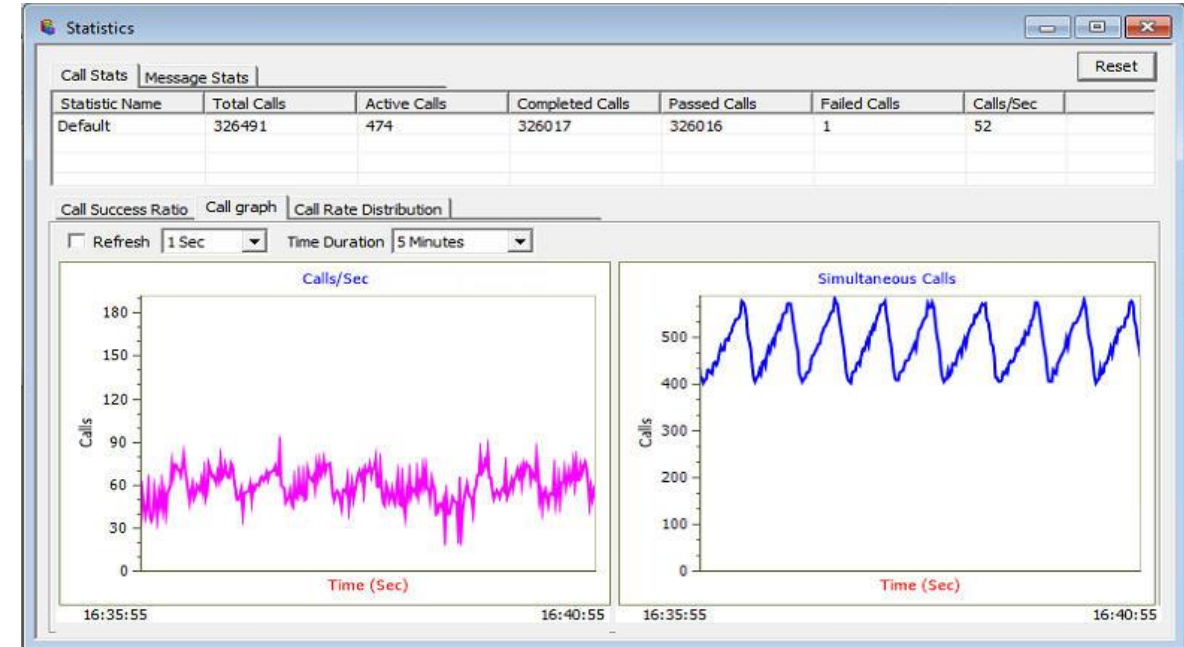 Statistics
Reset
Call Stats Message Stats
Statistic Name Total Calls Active Calls Completed Calls Passed Calls Failed Calls Calls/Sec
Default 326491 474 326017 326016 1 52
Call Success Ratio Call graph Call Rate Distribution
Refresh 1 Sec Time Duration 5 Minutes
Calls/Sec
180
150
120
90
60
30
0
Calls
Time (Sec)
16:35:55 16:40:55
Simultaneous Calls
500
400
300
200
100
0
Calls
Time (Sec)
16:35:55 16:40:55